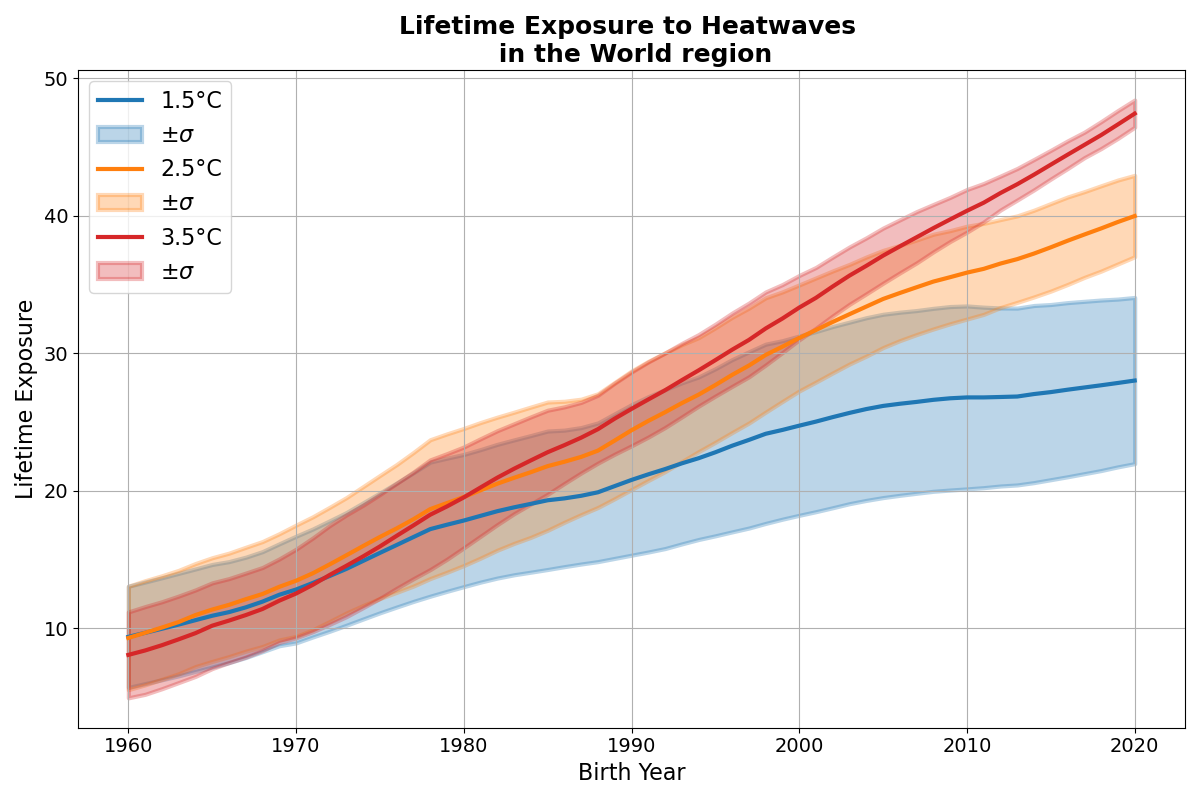 Lifetime Exposure to Heatwaves
in the World region
50
40
30
20
10
Lifetime Exposure
1.5°C
±σ
2.5°C
±σ
3.5°C
±σ
1960 1970 1980 1990 2000 2010 2020
Birth Year